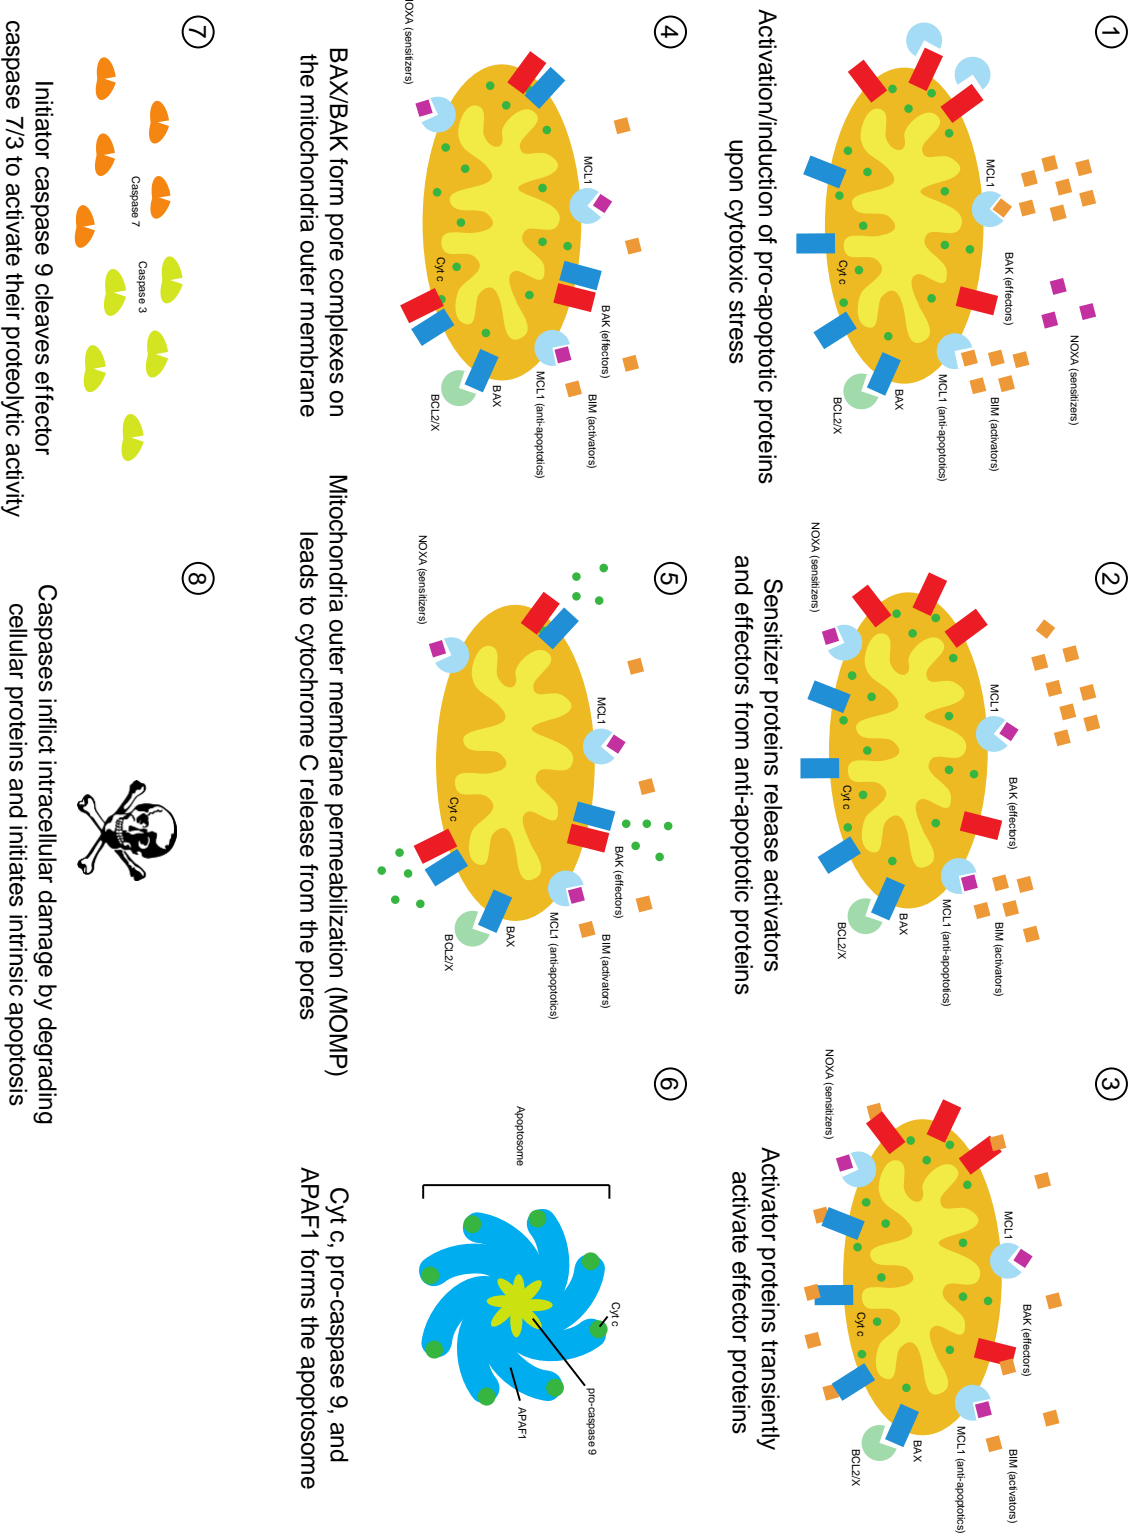 1
NOXA (sensitizers)
MCL1
BAK (effectors)
BIM (activators)
MCL1 (anti-apoptotics)
Cyt c
BAX
BCL2/X
Activation/induction of pro-apoptotic proteins
upon cytotoxic stress
2
MCL1
BAK (effectors)
BIM (activators)
MCL1 (anti-apoptotics)
NOXA (sensitizers)
Cyt c
BAX
BCL2/X
Sensitizer proteins release activators
and effectors from anti-apoptotic proteins
3
MCL1
BAK (effectors)
BIM (activators)
MCL1 (anti-apoptotics)
NOXA (sensitizers)
Cyt c
BAX
BCL2/X
Activator proteins transiently
activate effector proteins
4
MCL1
BAK (effectors)
BIM (activators)
MCL1 (anti-apoptotics)
NOXA (sensitizers)
Cyt c
BAX
BCL2/X
BAX/BAK form pore complexes on
the mitochondria outer membrane
5
MCL1
BAK (effectors)
BIM (activators)
MCL1 (anti-apoptotics)
NOXA (sensitizers)
Cyt c
BAX
BCL2/X
Mitochondria outer membrane permeabilization (MOMP)
leads to cytochrome C release from the pores
6
Cyt c
pro-caspase 9
APAF1
Apoptosome
Cyt c, pro-caspase 9, and
APAF1 forms the apoptosome
7
Caspase 7
Caspase 3
Initiator caspase 9 cleaves effector
caspase 7/3 to activate their proteolytic activity
8
Caspases inflict intracellular damage by degrading
cellular proteins and initiates intrinsic apoptosis